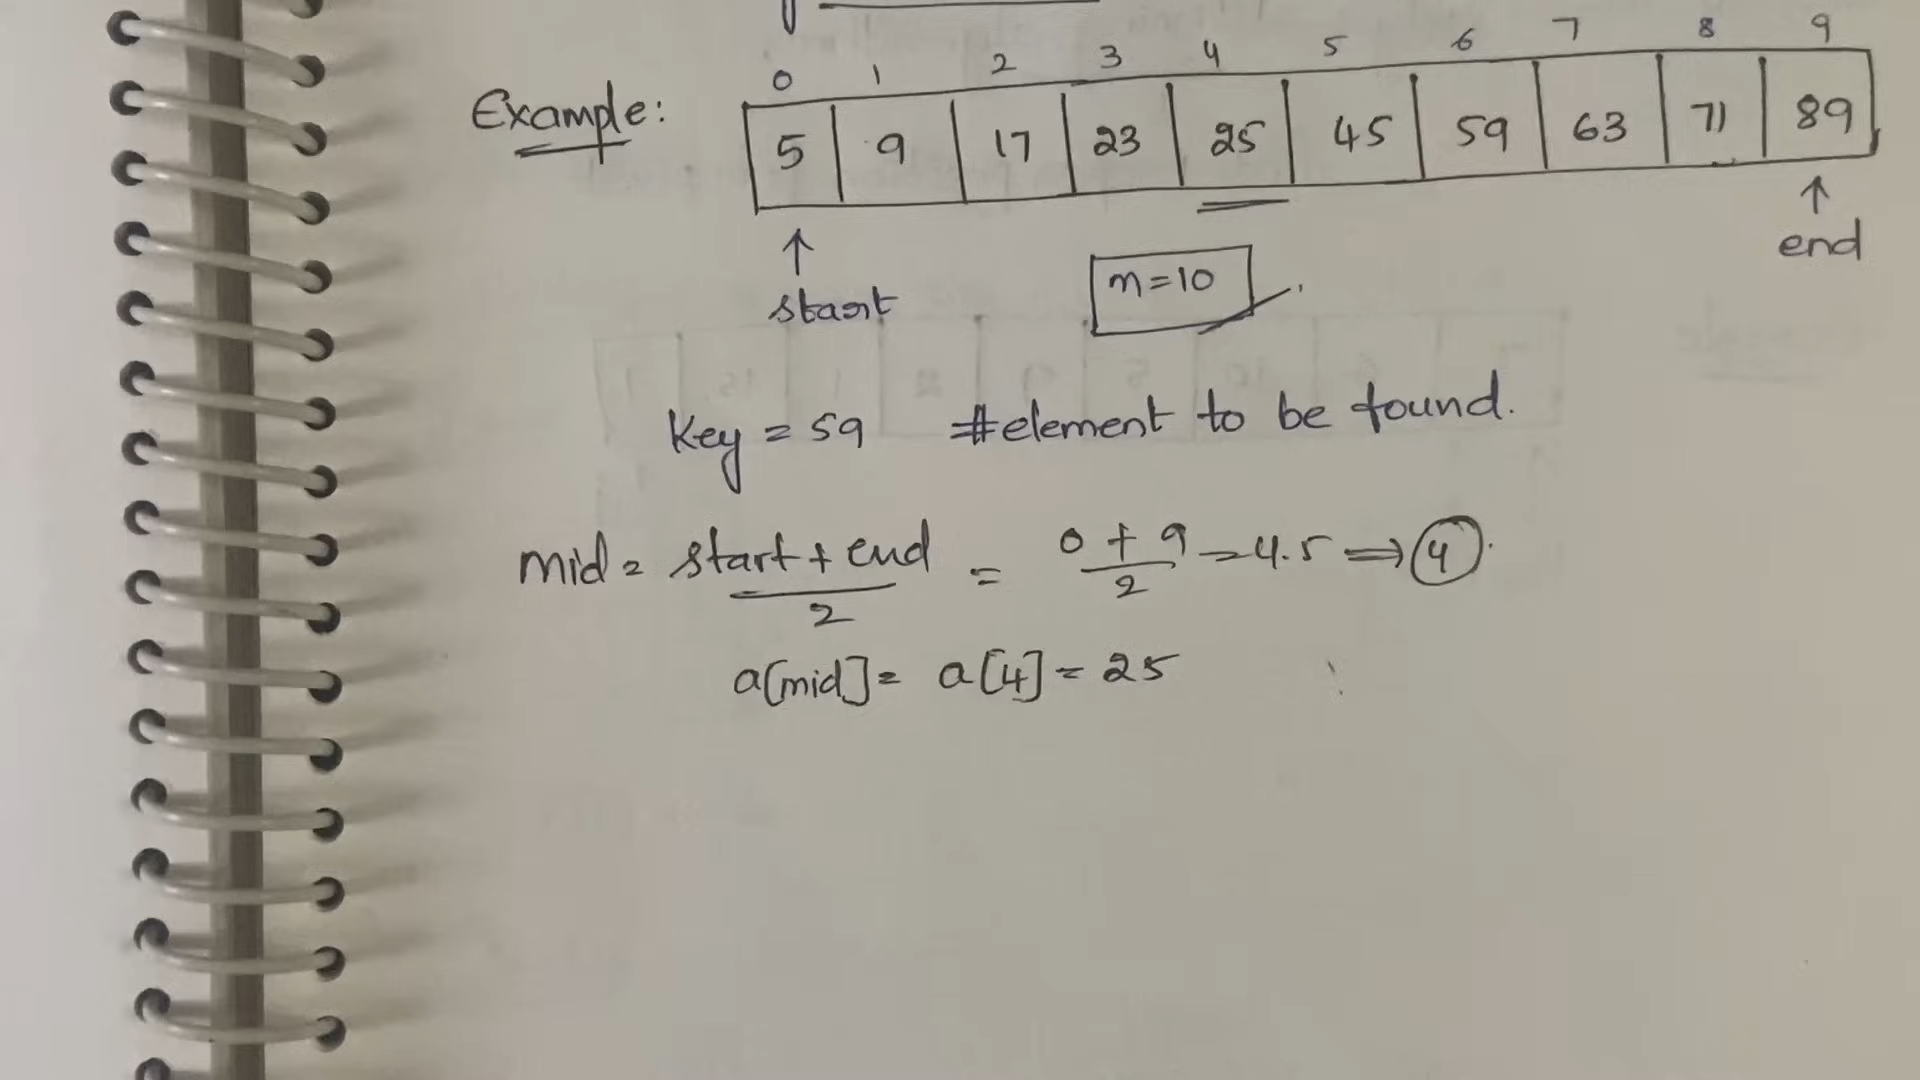 0 1 2 3 4 5 6 7 8 9
Example: 5 9 17 23 25 45 59 63 71 89
↑ start ↑ end
n=10
Key = 59 #element to be found.
mid = start + end / 2 = 0 + 9 / 2 = 4.5 ⇒ 4
a[mid] = a[4] = 25